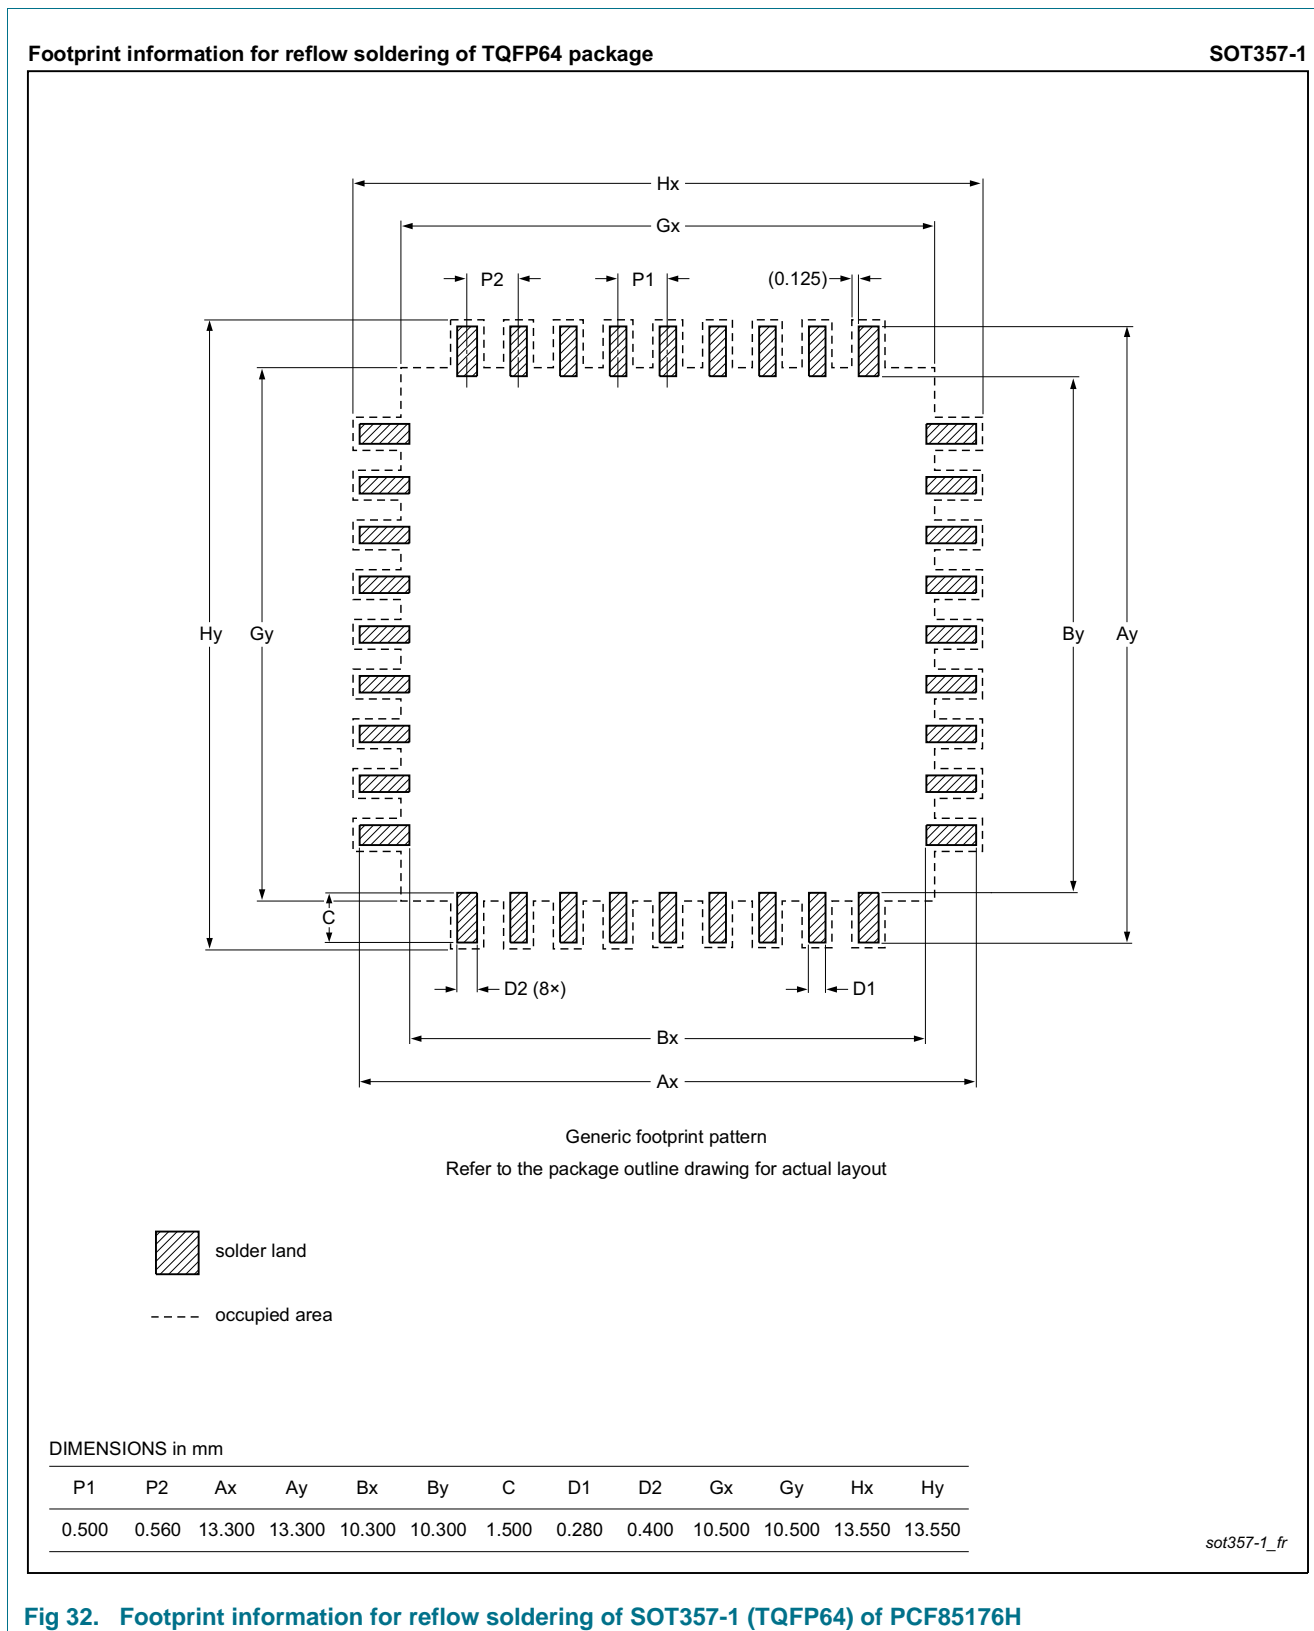 Footprint information for reflow soldering of TQFP64 package SOT357-1
Hx
Gx
P2 P1 (0.125)
Hy Gy By Ay
C
D2 (8×) D1
Bx
Ax
Generic footprint pattern
Refer to the package outline drawing for actual layout
solder land
occupied area
DIMENSIONS in mm
P1 P2 Ax Ay Bx By C D1 D2 Gx Gy Hx Hy
0.500 0.560 13.300 13.300 10.300 10.300 1.500 0.280 0.400 10.500 10.500 13.550 13.550
sot357-1_fr
Fig 32. Footprint information for reflow soldering of SOT357-1 (TQFP64) of PCF85176H